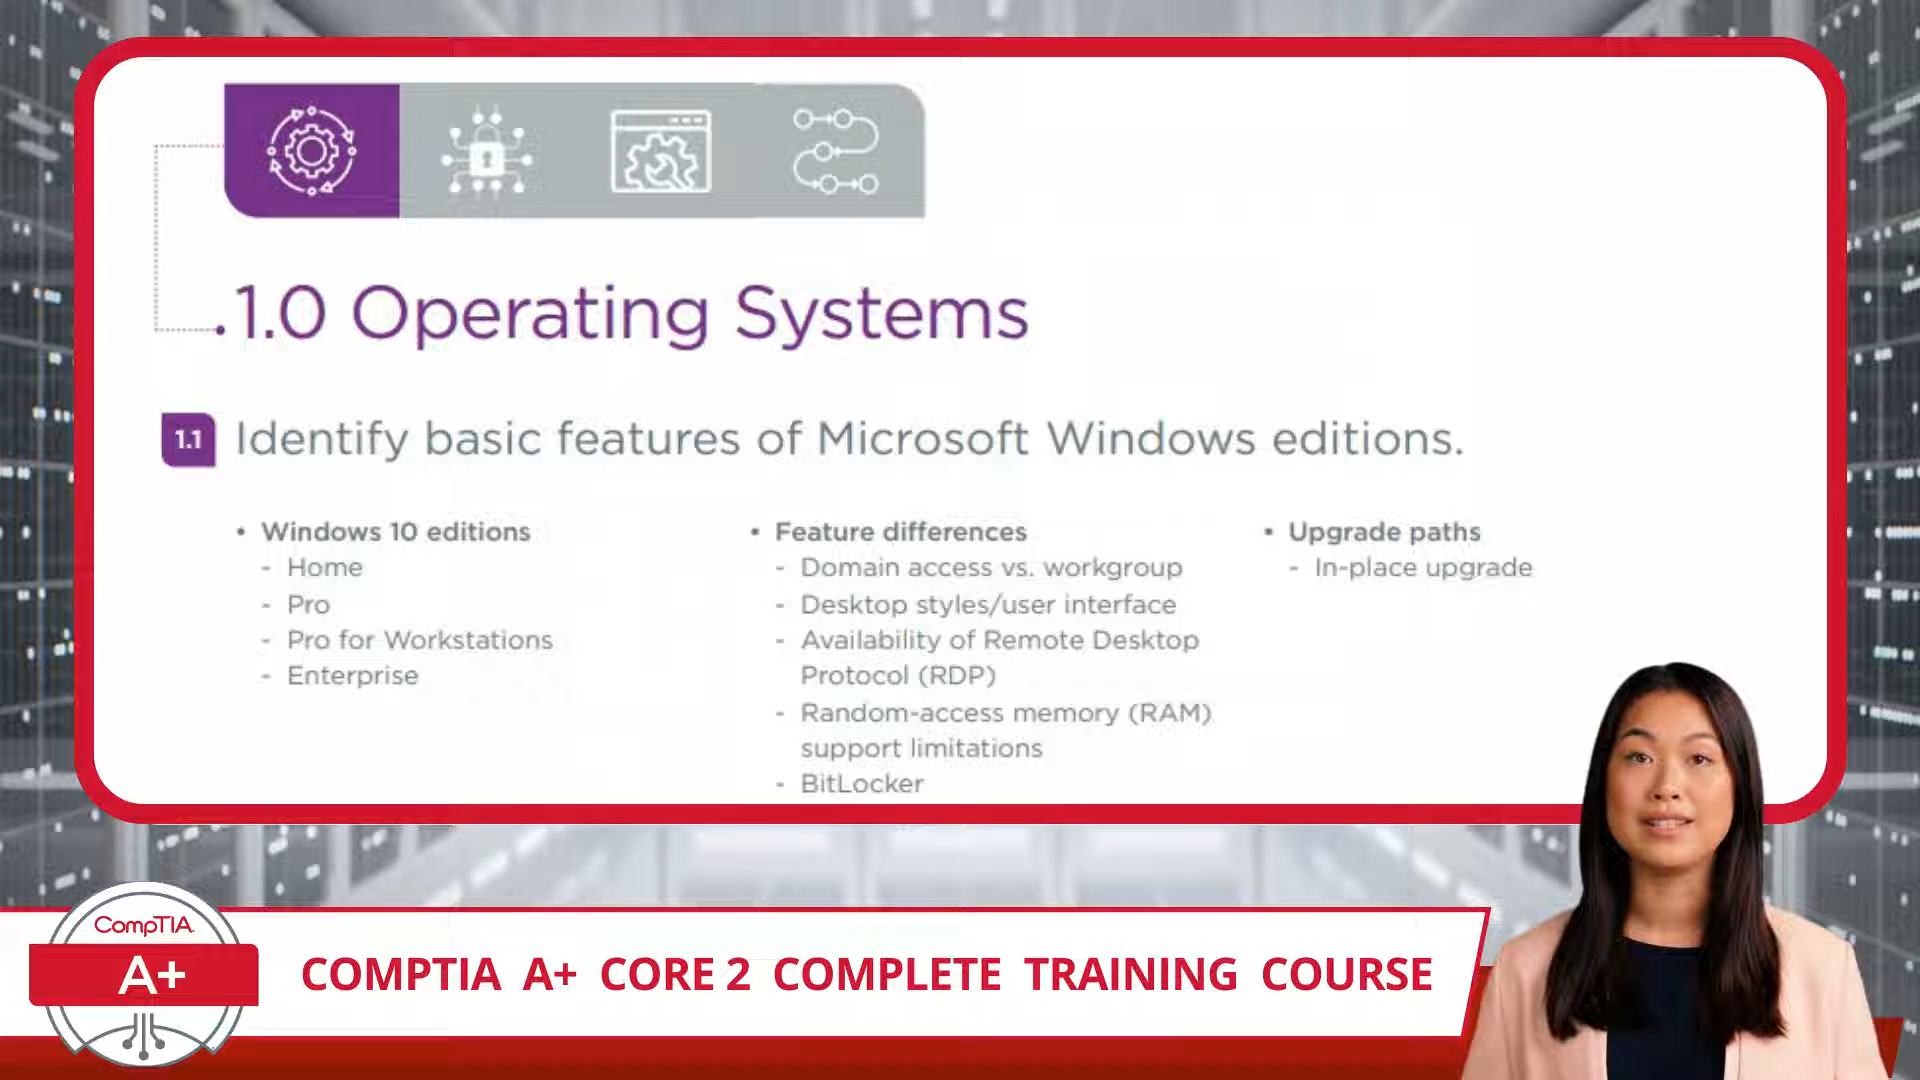 1.0 Operating Systems
1.1 Identify basic features of Microsoft Windows editions.
• Windows 10 editions
- Home
- Pro
- Pro for Workstations
- Enterprise
• Feature differences
- Domain access vs. workgroup
- Desktop styles/user interface
- Availability of Remote Desktop
Protocol (RDP)
- Random-access memory (RAM)
support limitations
- BitLocker
• Upgrade paths
- In-place upgrade
CompTIA.
A+
COMPTIA A+ CORE 2 COMPLETE TRAINING COURSE